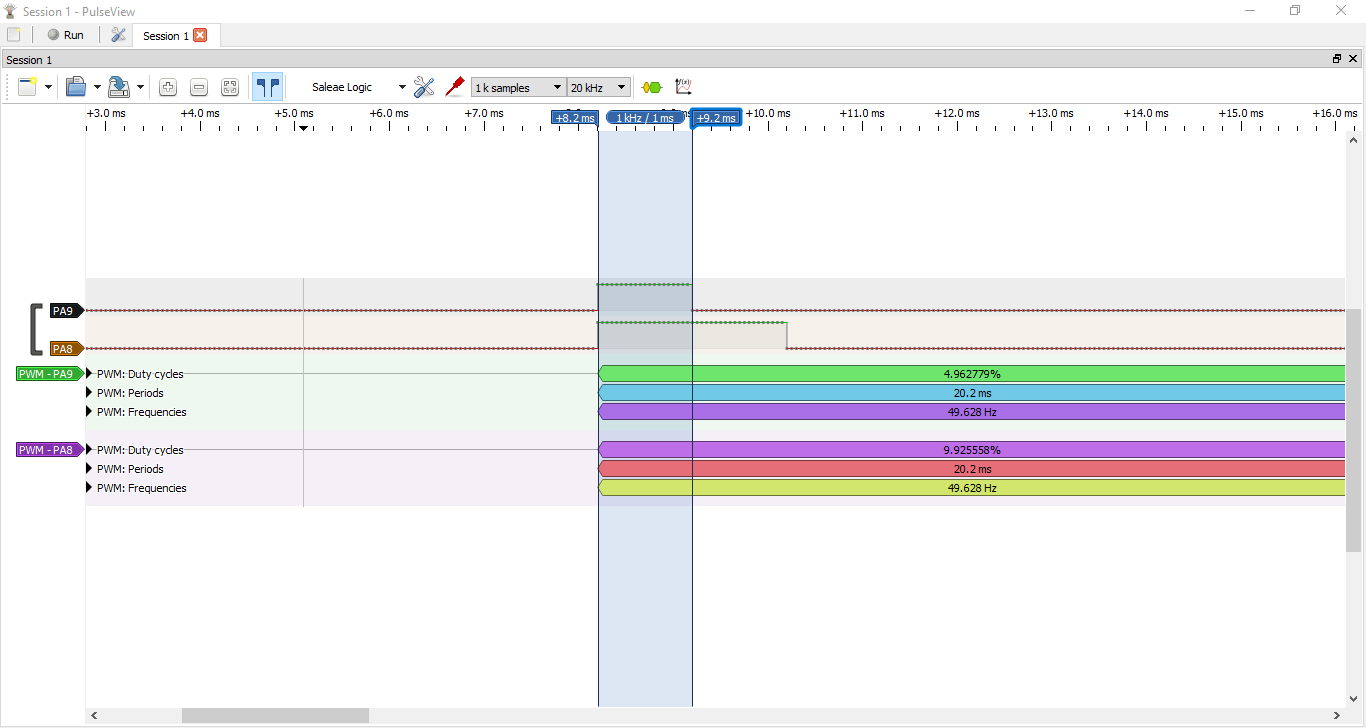 Session 1 - PulseView
Run
Session 1
Session 1
Saleae Logic
1 k samples
20 kHz
f(x)
+3.0 ms +4.0 ms +5.0 ms +6.0 ms +7.0 ms +10.0 ms +11.0 ms +12.0 ms +13.0 ms +14.0 ms +15.0 ms +16.0 ms
+8.2 ms 1 kHz / 1 ms +9.2 ms
PA9
PA8
PWM - PA9 PWM: Duty cycles 4.962779%
PWM: Periods 20.2 ms
PWM: Frequencies 49.628 Hz
PWM - PA8 PWM: Duty cycles 9.925558%
PWM: Periods 20.2 ms
PWM: Frequencies 49.628 Hz